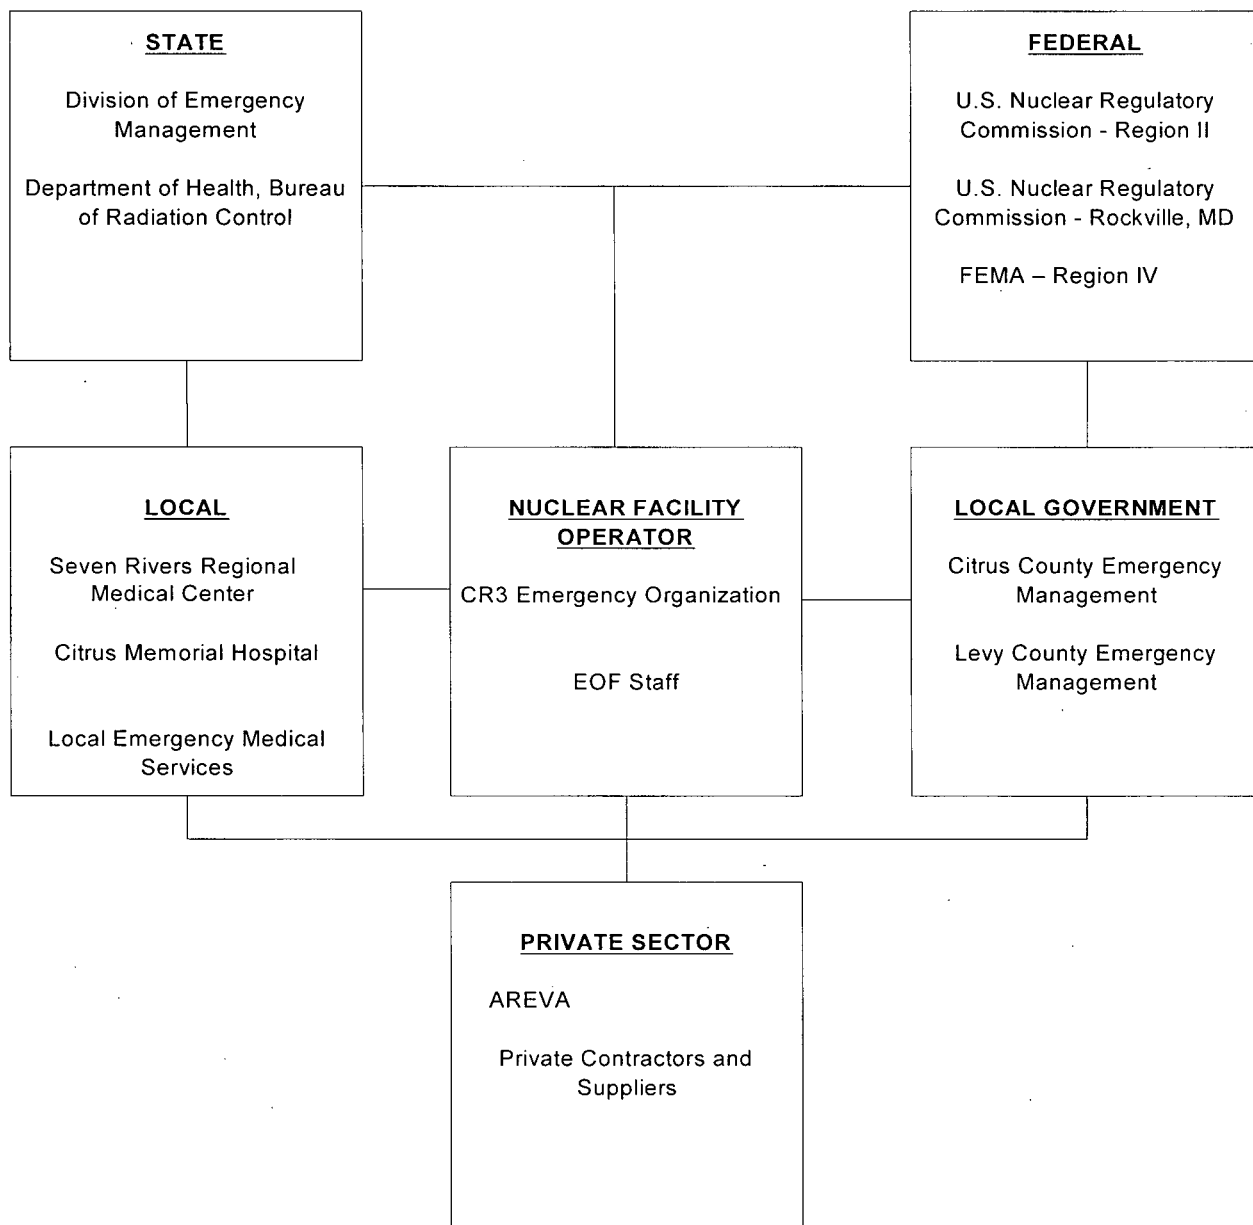 STATE
Division of Emergency
Management
Department of Health, Bureau
of Radiation Control
FEDERAL
U.S. Nuclear Regulatory
Commission - Region II
U.S. Nuclear Regulatory
Commission - Rockville, MD
FEMA – Region IV
LOCAL
Seven Rivers Regional
Medical Center
Citrus Memorial Hospital
Local Emergency Medical
Services
NUCLEAR FACILITY
OPERATOR
CR3 Emergency Organization
EOF Staff
LOCAL GOVERNMENT
Citrus County Emergency
Management
Levy County Emergency
Management
PRIVATE SECTOR
AREVA
Private Contractors and
Suppliers